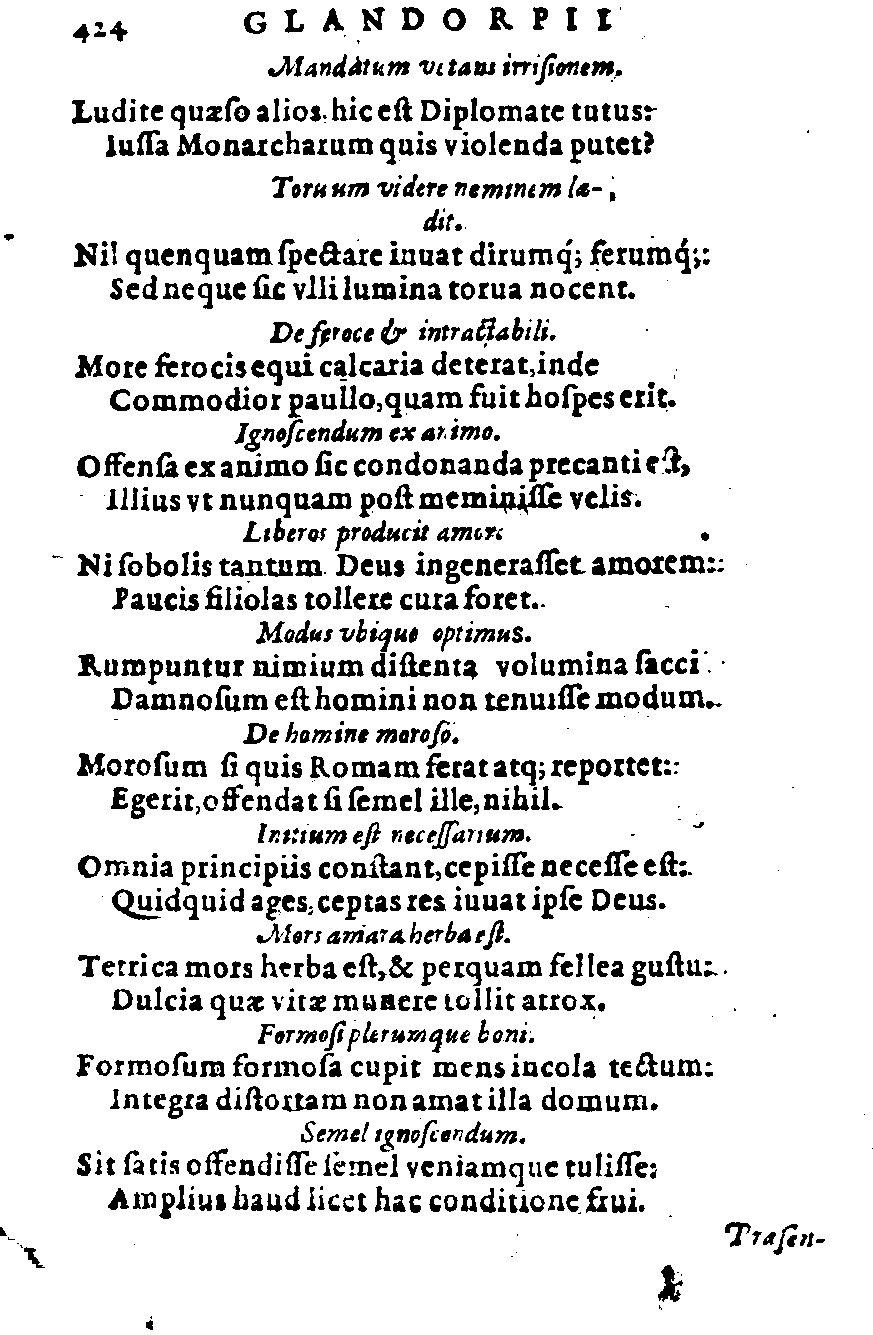 424 GLANDORPII
Mandatum vetans irrisionem.
Ludite quæſo alios, hic eſt Diplomate tutus:
Iuſſa Monarcharum quis violenda putet?
Toruum videre neminem læ-
dit.
Nil quenquam ſpectare iuuat dirumq́; ferumq́;:
Sed neque ſic vlli lumina torua nocent.
De feroce & intractabili.
More ferocis equi calcaria deterat, inde
Commodior paullo, quam fuit hoſpes erit.
Ignoſcendum ex animo.
Offenſa ex animo ſic condonanda precanti eſt,
Illius vt nunquam poſt meminiſſe velis.
Liberos producit amor.
Ni ſobolis tantum Deus ingeneraſſet amorem:
Paucis filiolas tollere cura foret.
Modus vbique optimus.
Rumpuntur nimium diſtenta volumina ſacci
Damnoſum eſt homini non tenuiſſe modum.
De homine moroſo.
Moroſum ſi quis Romam ferat atq; reportet:
Egerit, offendat ſi ſemel ille, nihil.
Initium eſt neceſſarium.
Omnia principiis conſtant, cepiſſe neceſſe eſt:
Quidquid ages, ceptas res iuuat ipſe Deus.
Mors amara herba eſt.
Tetrica mors herba eſt, & perquam fellea guſtu:
Dulcia quæ vitæ munere tollit atrox.
Formoſi plerumque boni.
Formoſum formoſa cupit mens incola tectum:
Integra diſtortam non amat illa domum.
Semel ignoſcendum.
Sit ſatis offendiſſe ſemel veniamque tuliſſe:
Amplius haud licet hac conditione frui.
Traſen-